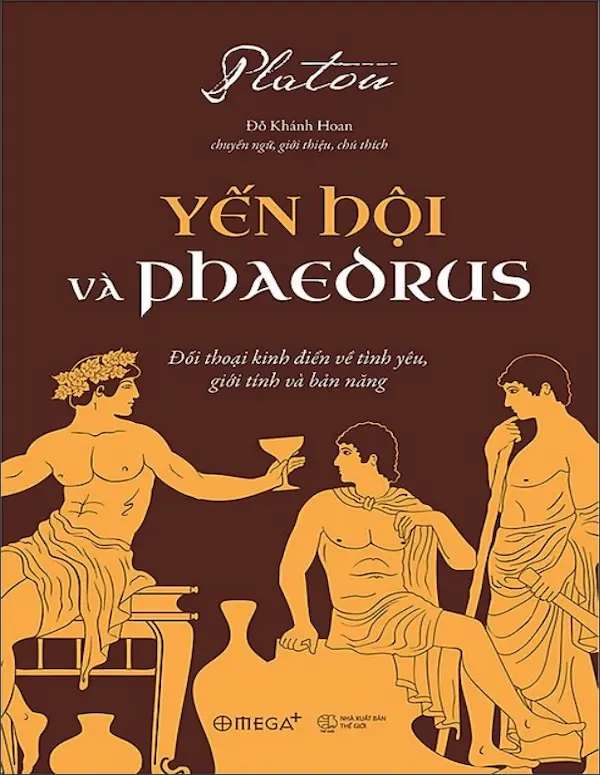 Platon
Đỗ Khánh Hoan
chuyển ngữ, giới thiệu, chú thích
YẾN HỘI
VÀ PHAEDRUS
Đối thoại kinh điển về tình yêu,
giới tính và bản năng
OMEGA+
NHÀ XUẤT BẢN
THẾ GIỚI